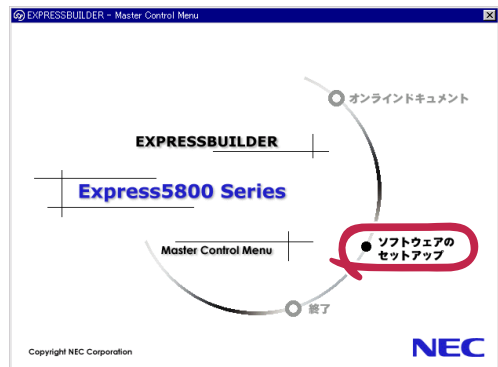 EXPRESSBUILDER - Master Control Menu
オンラインドキュメント
EXPRESSBUILDER
Express5800 Series
Master Control Menu
ソフトウェアの
セットアップ
終了
Copyright NEC Corporation
NEC